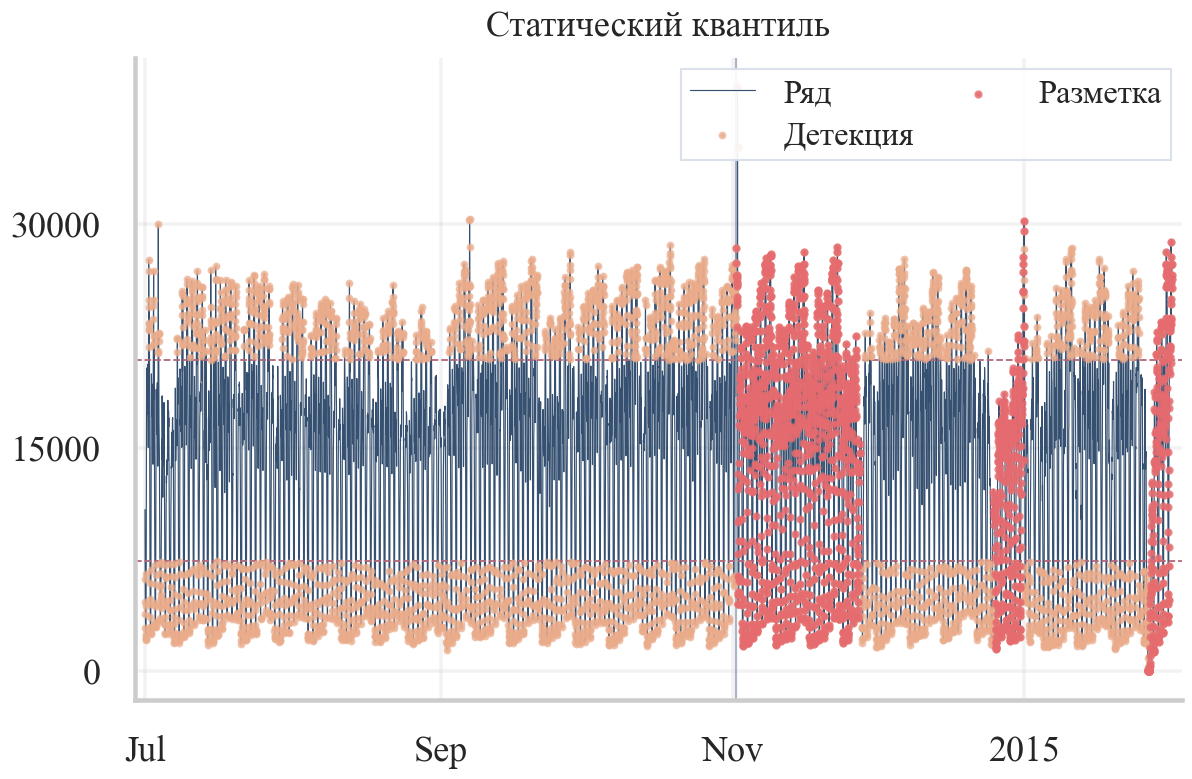 Статический квантиль
Ряд
Разметка
Детекция
30000
15000
0
Jul
Sep
Nov
2015